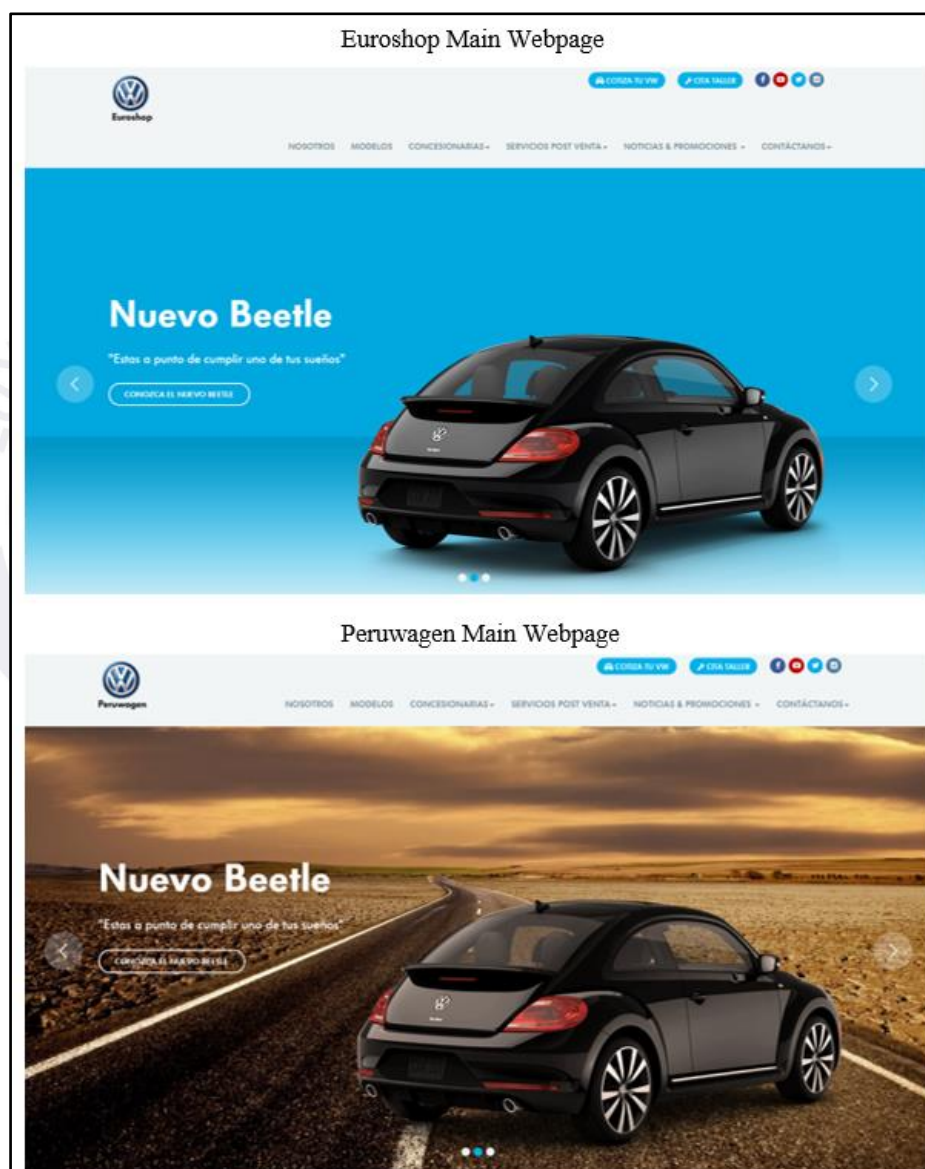 Euroshop Main Webpage
Euroshop
COTIZA TU VW CITA TALLER
NOSOTROS MODELOS CONCESIONARIAS SERVICIOS POST VENTA NOTICIAS & PROMOCIONES CONTÁCTANOS
Nuevo Beetle
"Estas a punto de cumplir uno de tus sueños"
CONOZCA EL NUEVO BEETLE
Peruwagen Main Webpage
Peruwagen
COTIZA TU VW CITA TALLER
NOSOTROS MODELOS CONCESIONARIAS SERVICIOS POST VENTA NOTICIAS & PROMOCIONES CONTÁCTANOS
Nuevo Beetle
"Estas a punto de cumplir uno de tus sueños"
CONOZCA EL NUEVO BEETLE